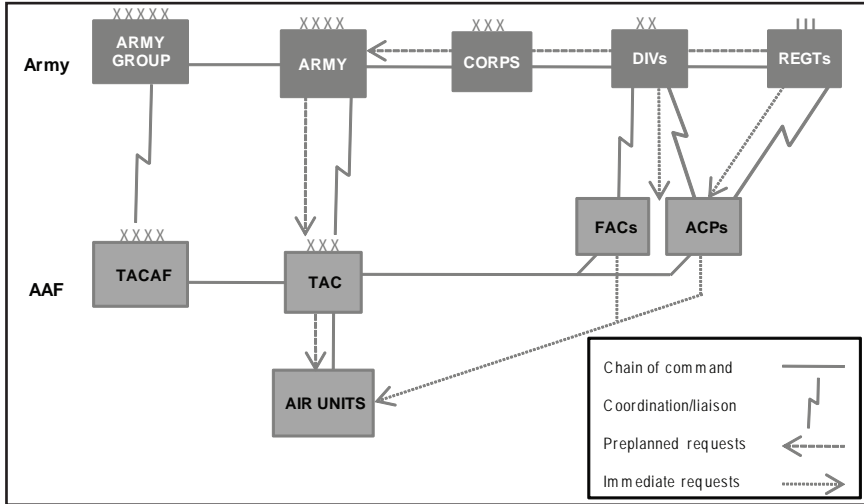 XXXXX
XXXX
XXX
XX
III
Army
ARMY
GROUP
ARMY
CORPS
DIVs
REGTs
XXXX
XXX
FACs
ACPs
AAF
TACAF
TAC
AIR UNITS
Chain of command
Coordination/liaison
Preplanned requests
Immediate requests